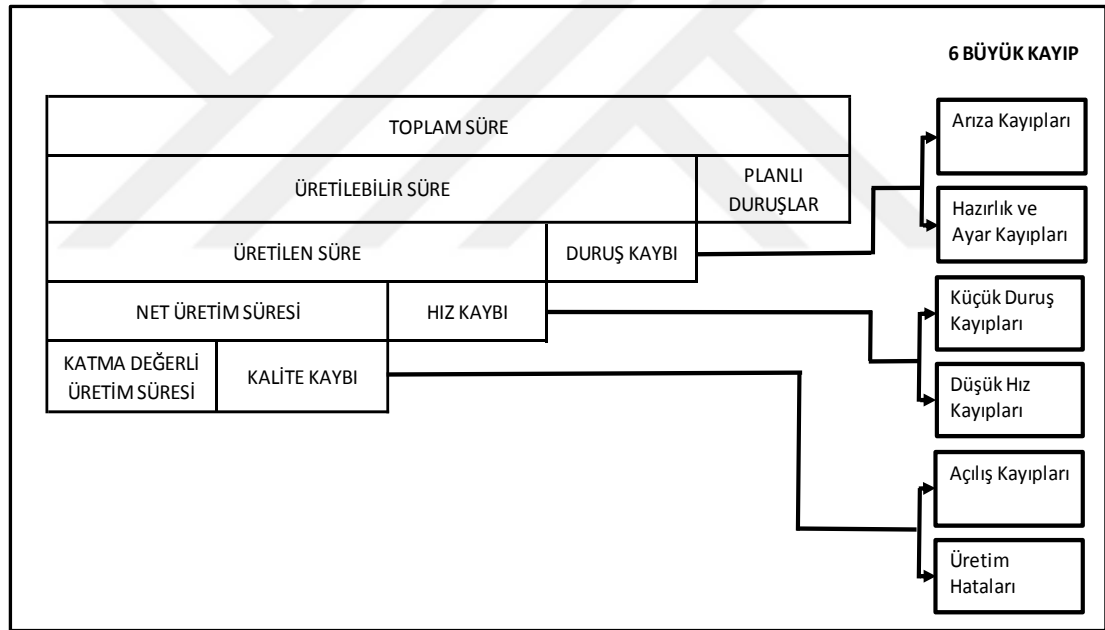 6 BÜYÜK KAYIP
TOPLAM SÜRE
ÜRETİLEBİLİR SÜRE
PLANLI
DURUŞLAR
ÜRETİLEN SÜRE
DURUŞ KAYBI
NET ÜRETİM SÜRESİ
HIZ KAYBI
KATMA DEĞERLİ
ÜRETİM SÜRESİ
KALİTE KAYBI
Arıza Kayıpları
Hazırlık ve
Ayar Kayıpları
Küçük Duruş
Kayıpları
Düşük Hız
Kayıpları
Açılış Kayıpları
Üretim
Hataları